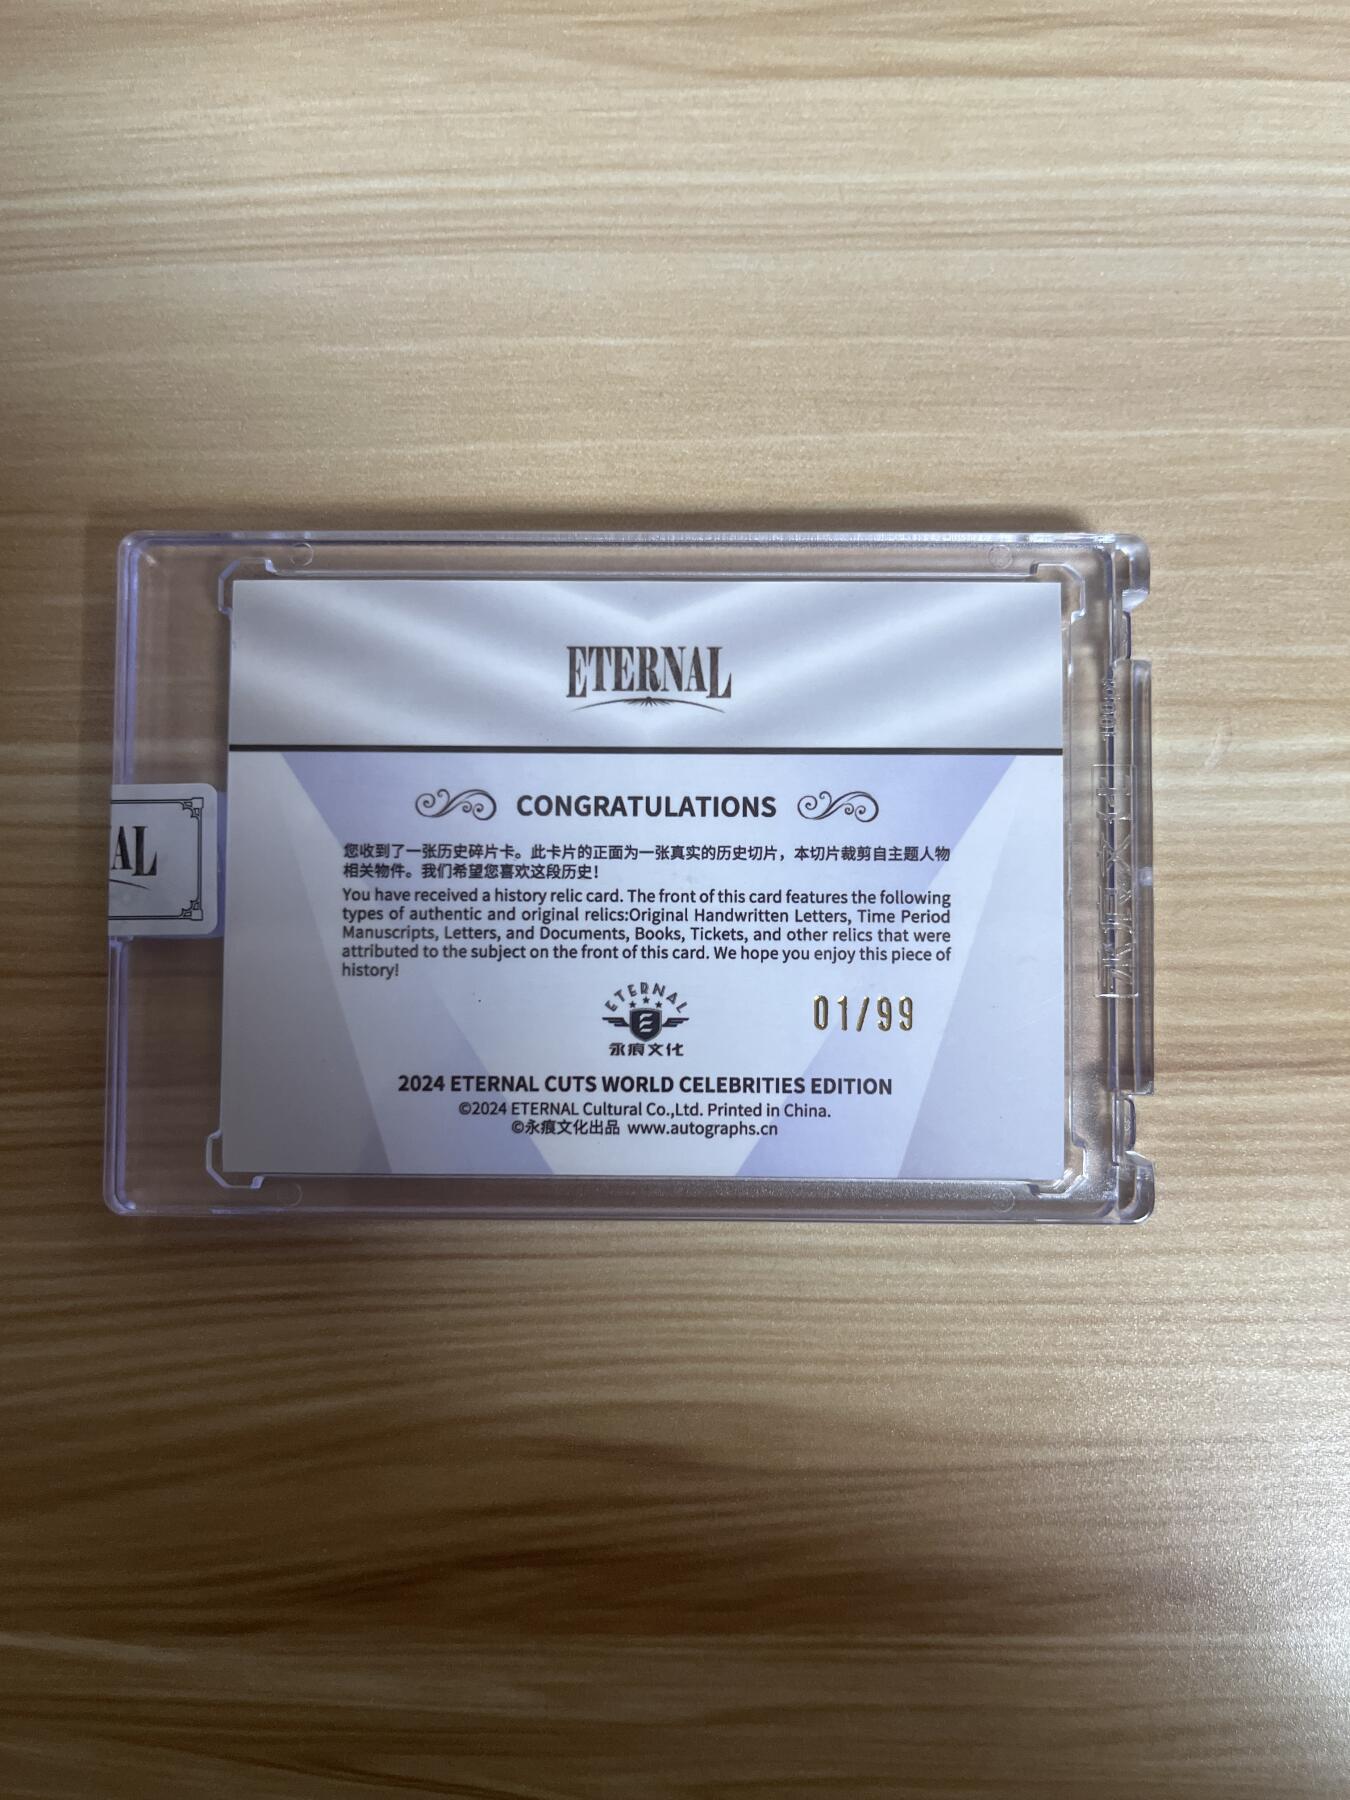 ETERNAL
CONGRATULATIONS
您收到了一张历史碎片卡。此卡片的正面为一张真实的历史切片，本切片裁剪自主题人物
相关物件。我们希望您喜欢这段历史！
You have received a history relic card. The front of this card features the following
types of authentic and original relics:Original Handwritten Letters, Time Period
Manuscripts, Letters, and Documents, Books, Tickets, and other relics that were
attributed to the subject on the front of this card. We hope you enjoy this piece of
history!
ETERNAL
永痕文化
01/99
2024 ETERNAL CUTS WORLD CELEBRITIES EDITION
©2024 ETERNAL Cultural Co.,Ltd. Printed in China.
©永痕文化出品 www.autographs.cn
AL
永痕文化